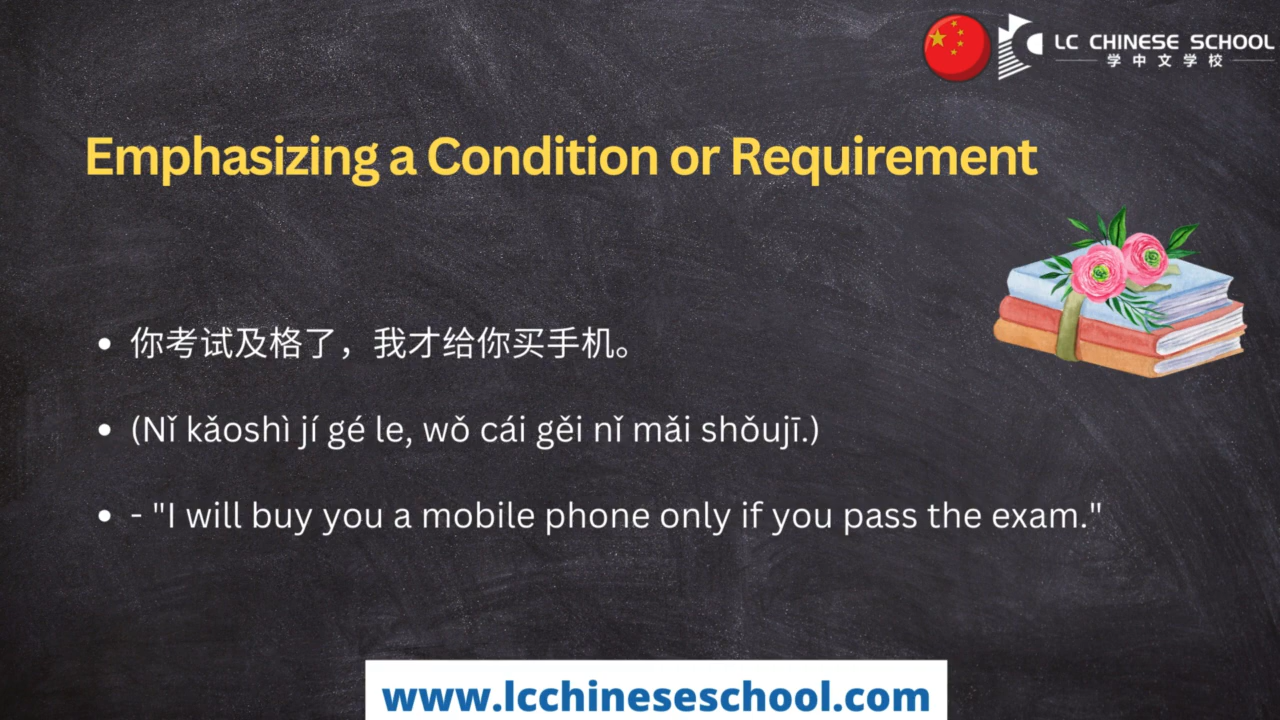 LC CHINESE SCHOOL
学中文学校
Emphasizing a Condition or Requirement
你考试及格了，我才给你买手机。
(Nǐ kǎoshì jí gé le, wǒ cái gěi nǐ mǎi shǒujī.)
- "I will buy you a mobile phone only if you pass the exam."
www.lcchineseschool.com